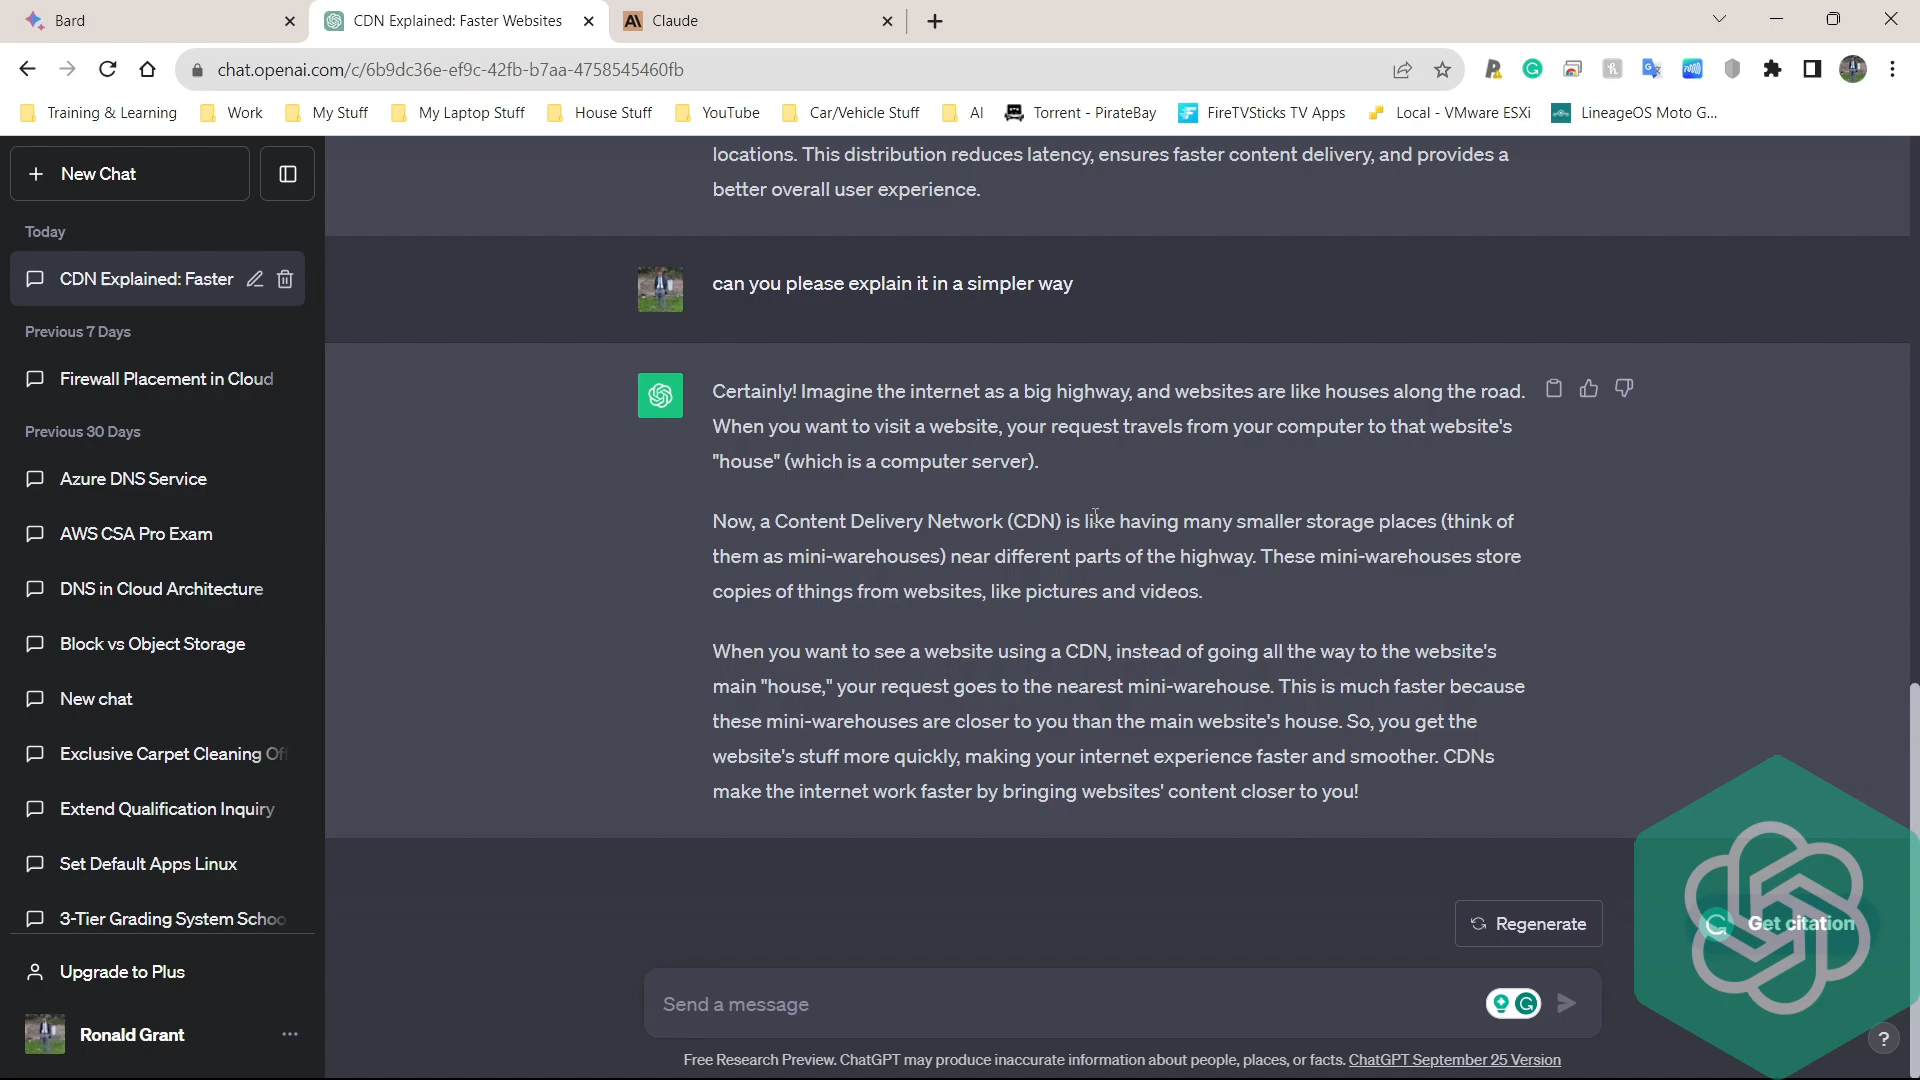 Bard
CDN Explained: Faster Websites
Claude
chat.openai.com/c/6b9dc36e-ef9c-42fb-b7aa-4758545460fb
Training & Learning
Work
My Stuff
My Laptop Stuff
House Stuff
YouTube
Car/Vehicle Stuff
AI
Torrent - PirateBay
FireTVSticks TV Apps
Local - VMware ESXi
LineageOS Moto G...
New Chat
Today
CDN Explained: Faster
Previous 7 Days
Firewall Placement in Cloud
Previous 30 Days
Azure DNS Service
AWS CSA Pro Exam
DNS in Cloud Architecture
Block vs Object Storage
New chat
Exclusive Carpet Cleaning Off
Extend Qualification Inquiry
Set Default Apps Linux
3-Tier Grading System Schoo
Upgrade to Plus
Ronald Grant
locations. This distribution reduces latency, ensures faster content delivery, and provides a
better overall user experience.
can you please explain it in a simpler way
Certainly! Imagine the internet as a big highway, and websites are like houses along the road.
When you want to visit a website, your request travels from your computer to that website's
"house" (which is a computer server).
Now, a Content Delivery Network (CDN) is like having many smaller storage places (think of
them as mini-warehouses) near different parts of the highway. These mini-warehouses store
copies of things from websites, like pictures and videos.
When you want to see a website using a CDN, instead of going all the way to the website's
main "house," your request goes to the nearest mini-warehouse. This is much faster because
these mini-warehouses are closer to you than the main website's house. So, you get the
website's stuff more quickly, making your internet experience faster and smoother. CDNs
make the internet work faster by bringing websites' content closer to you!
Regenerate
Get citation
Send a message
Free Research Preview. ChatGPT may produce inaccurate information about people, places, or facts. ChatGPT September 25 Version
?